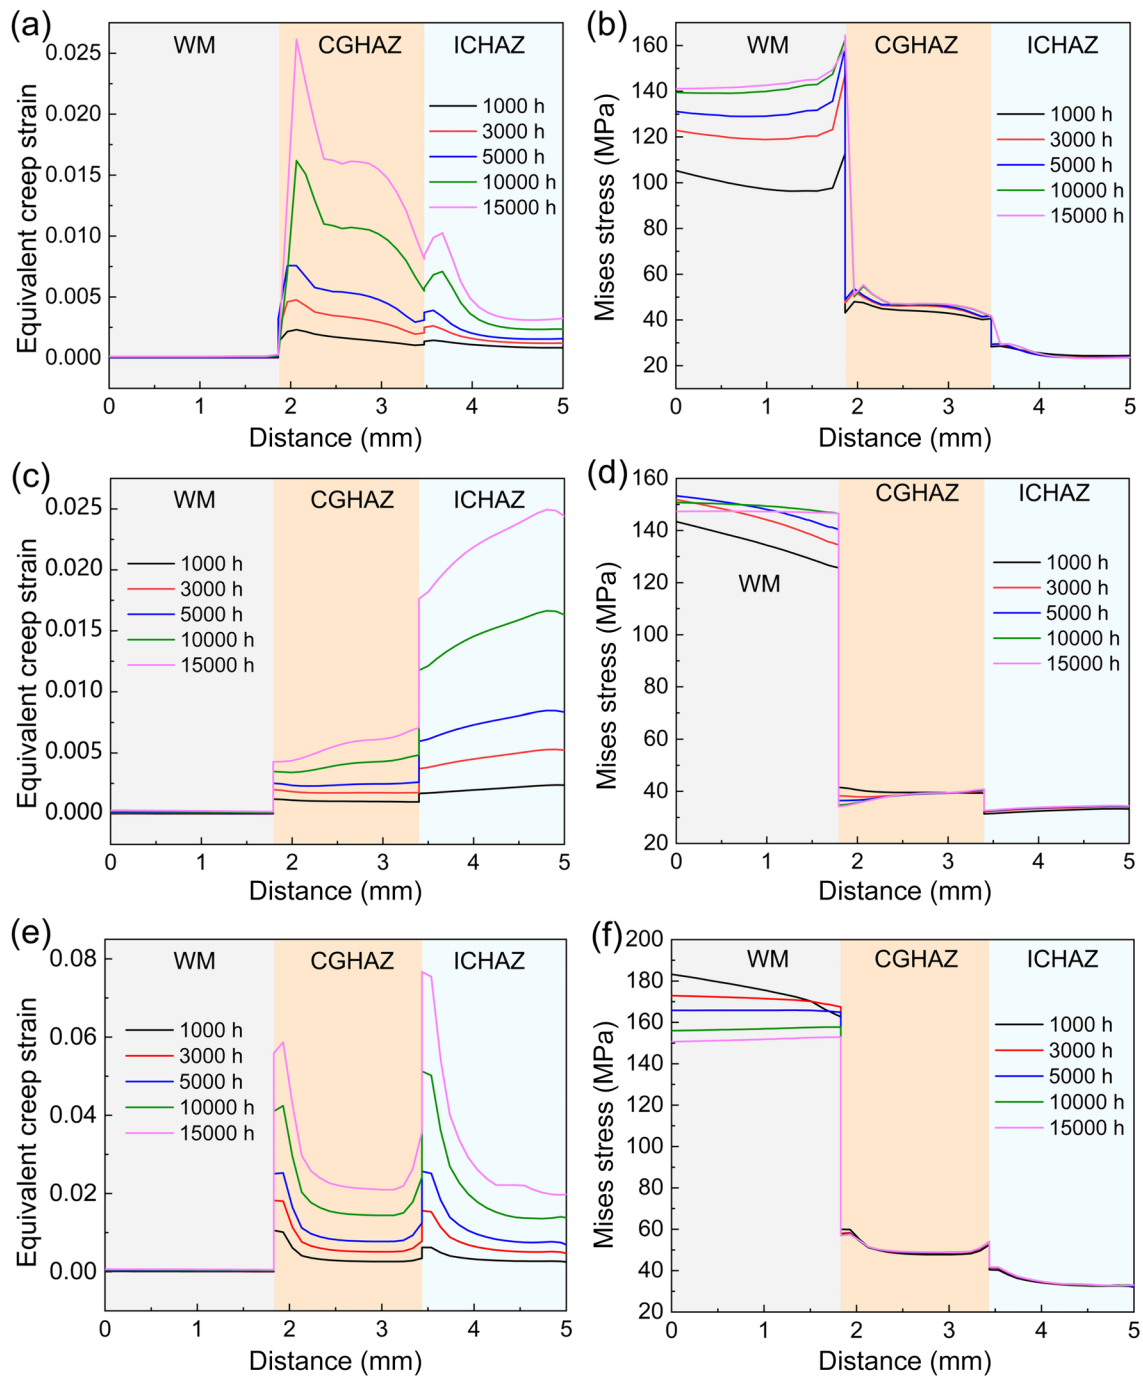 (a)
WM
CGHAZ
ICHAZ
1000 h
3000 h
5000 h
10000 h
15000 h
Equivalent creep strain
0.025
0.020
0.015
0.010
0.005
0.000
0 1 2 3 4 5
Distance (mm)
(b)
WM
CGHAZ
ICHAZ
1000 h
3000 h
5000 h
10000 h
15000 h
Mises stress (MPa)
160
140
120
100
80
60
40
20
0 1 2 3 4 5
Distance (mm)
(c)
WM
CGHAZ
ICHAZ
1000 h
3000 h
5000 h
10000 h
15000 h
Equivalent creep strain
0.025
0.020
0.015
0.010
0.005
0.000
0 1 2 3 4 5
Distance (mm)
(d)
CGHAZ
ICHAZ
WM
1000 h
3000 h
5000 h
10000 h
15000 h
Mises stress (MPa)
160
140
120
100
80
60
40
20
0 1 2 3 4 5
Distance (mm)
(e)
WM
CGHAZ
ICHAZ
1000 h
3000 h
5000 h
10000 h
15000 h
Equivalent creep strain
0.08
0.06
0.04
0.02
0.00
0 1 2 3 4 5
Distance (mm)
(f)
WM
CGHAZ
ICHAZ
1000 h
3000 h
5000 h
10000 h
15000 h
Mises stress (MPa)
200
180
160
140
120
100
80
60
40
20
0 1 2 3 4 5
Distance (mm)